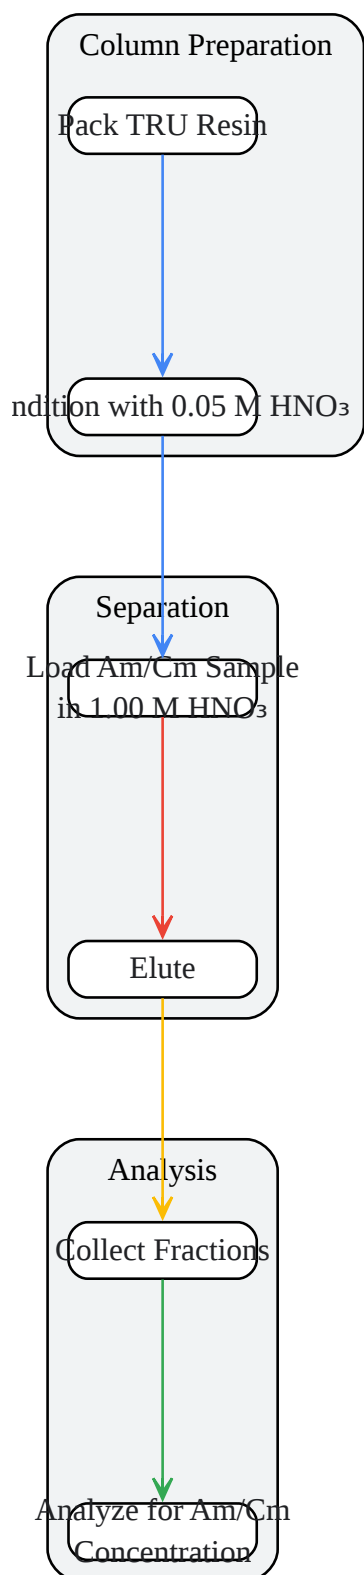 Column Preparation
Pack TRU Resin
ndition with 0.05 M HNO₃
Separation
Load Am/Cm Sample
in 1.00 M HNO₃
Elute
Analysis
Collect Fractions
Analyze for Am/Cm
Concentration